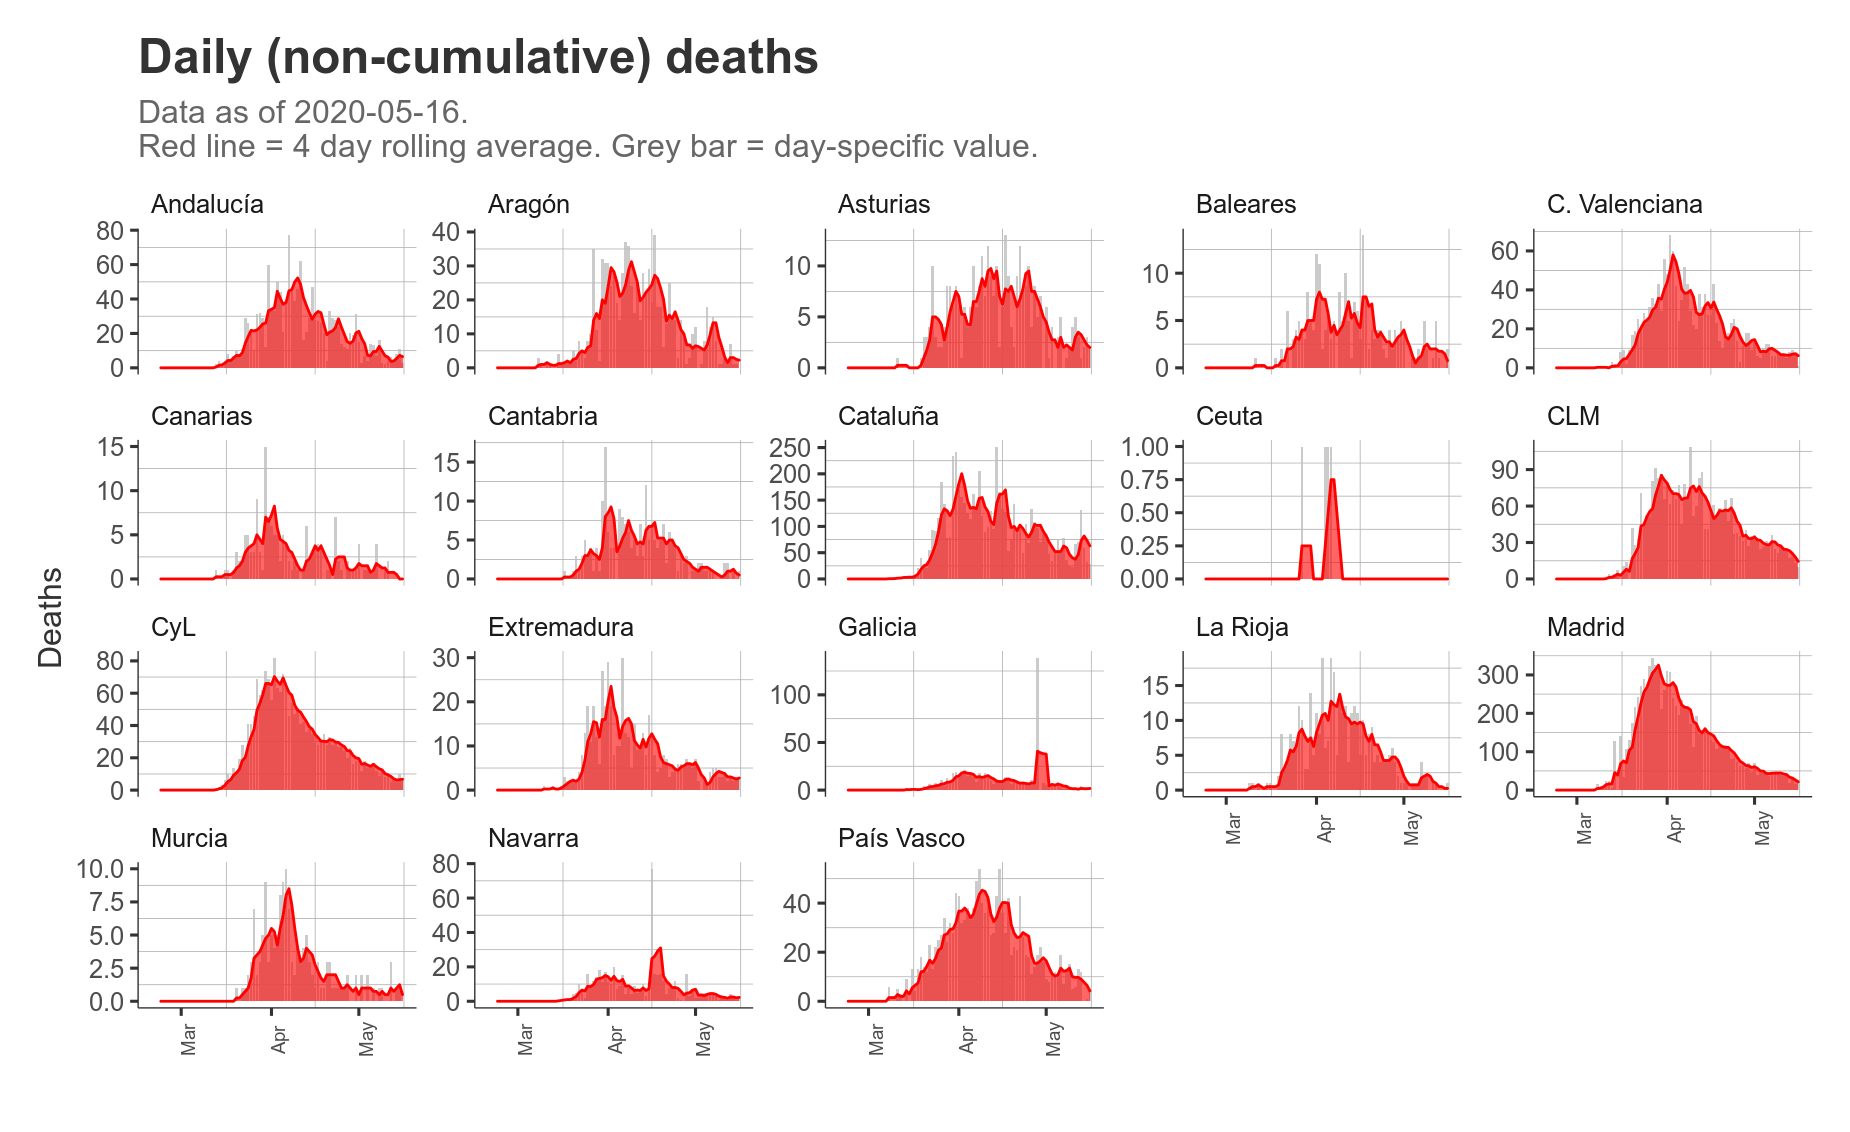 Daily (non-cumulative) deaths
Data as of 2020-05-16.
Red line = 4 day rolling average. Grey bar = day-specific value.
Deaths
Andalucía
80
60
40
20
0
Aragón
40
30
20
10
0
Asturias
10
5
0
Baleares
10
5
0
C. Valenciana
60
40
20
0
Canarias
15
10
5
0
Cantabria
15
10
5
0
Cataluña
250
200
150
100
50
0
Ceuta
1.00
0.75
0.50
0.25
0.00
CLM
90
60
30
0
CyL
80
60
40
20
0
Extremadura
30
20
10
0
Galicia
100
50
0
La Rioja
15
10
5
0
Mar
Apr
May
Madrid
300
200
100
0
Mar
Apr
May
Murcia
10.0
7.5
5.0
2.5
0.0
Mar
Apr
May
Navarra
80
60
40
20
0
Mar
Apr
May
País Vasco
40
20
0
Mar
Apr
May